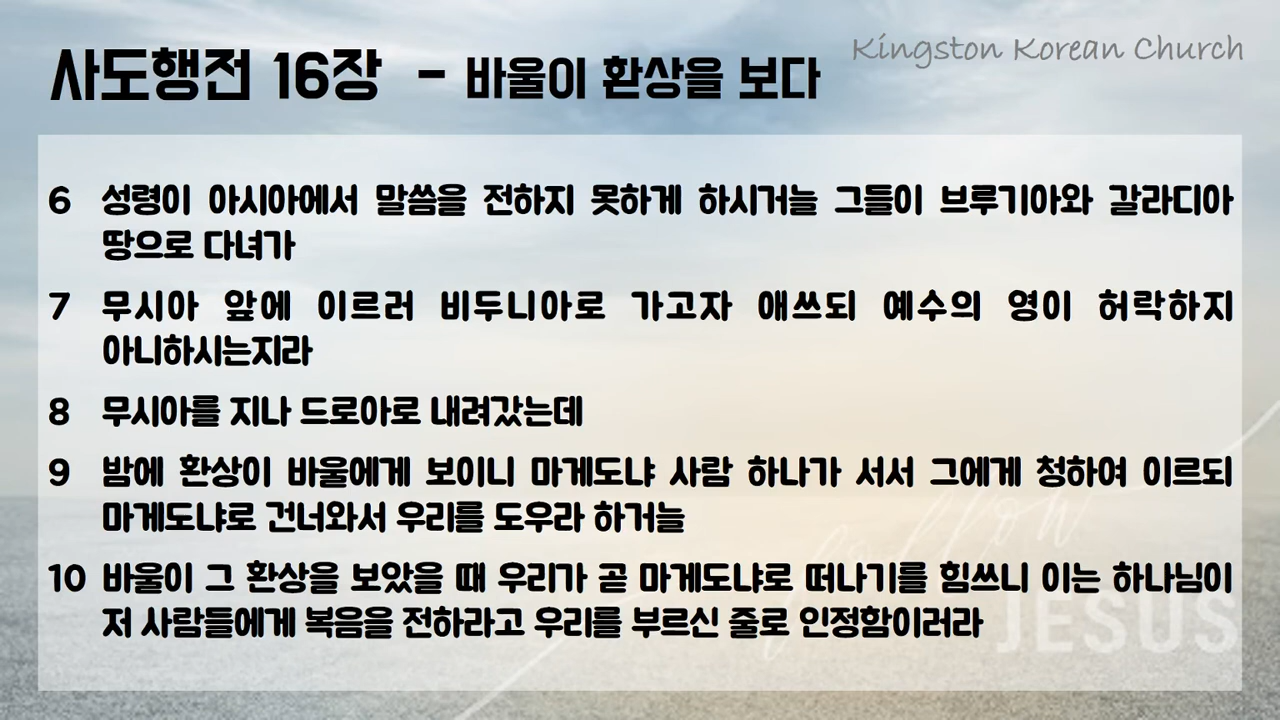 사도행전 16장 - 바울이 환상을 보다
Kingston Korean Church
6 성령이 아시아에서 말씀을 전하지 못하게 하시거늘 그들이 브루기아와 갈라디아
땅으로 다녀가
7 무시아 앞에 이르러 비두니아로 가고자 애쓰되 예수의 영이 허락하지
아니하시는지라
8 무시아를 지나 드로아로 내려갔는데
9 밤에 환상이 바울에게 보이니 마게도냐 사람 하나가 서서 그에게 청하여 이르되
마게도냐로 건너와서 우리를 도우라 하거늘
10 바울이 그 환상을 보았을 때 우리가 곧 마게도냐로 떠나기를 힘쓰니 이는 하나님이
저 사람들에게 복음을 전하라고 우리를 부르신 줄로 인정함이러라
follow
JESUS